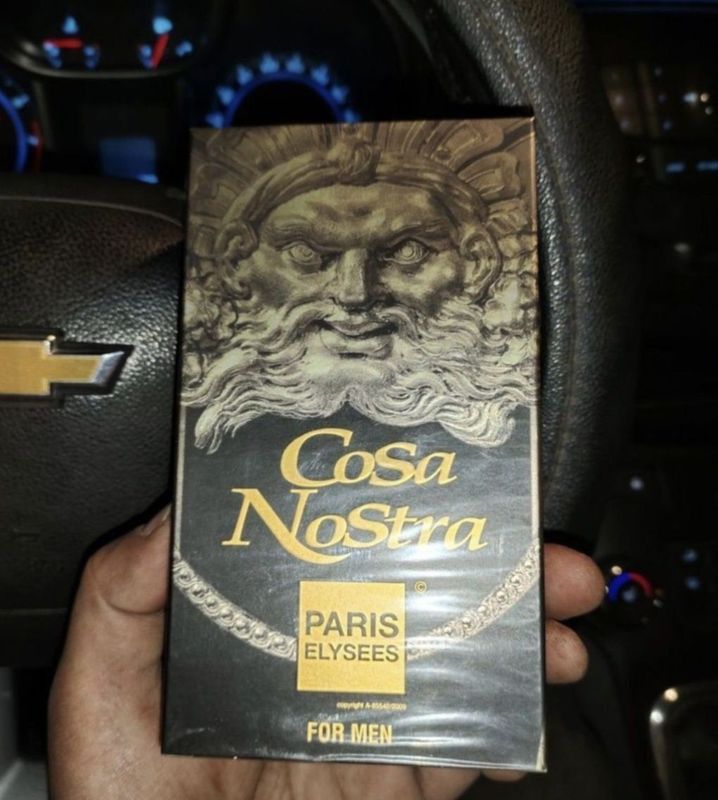 Cosa
Nostra
©
PARIS
ELYSEES
FOR MEN